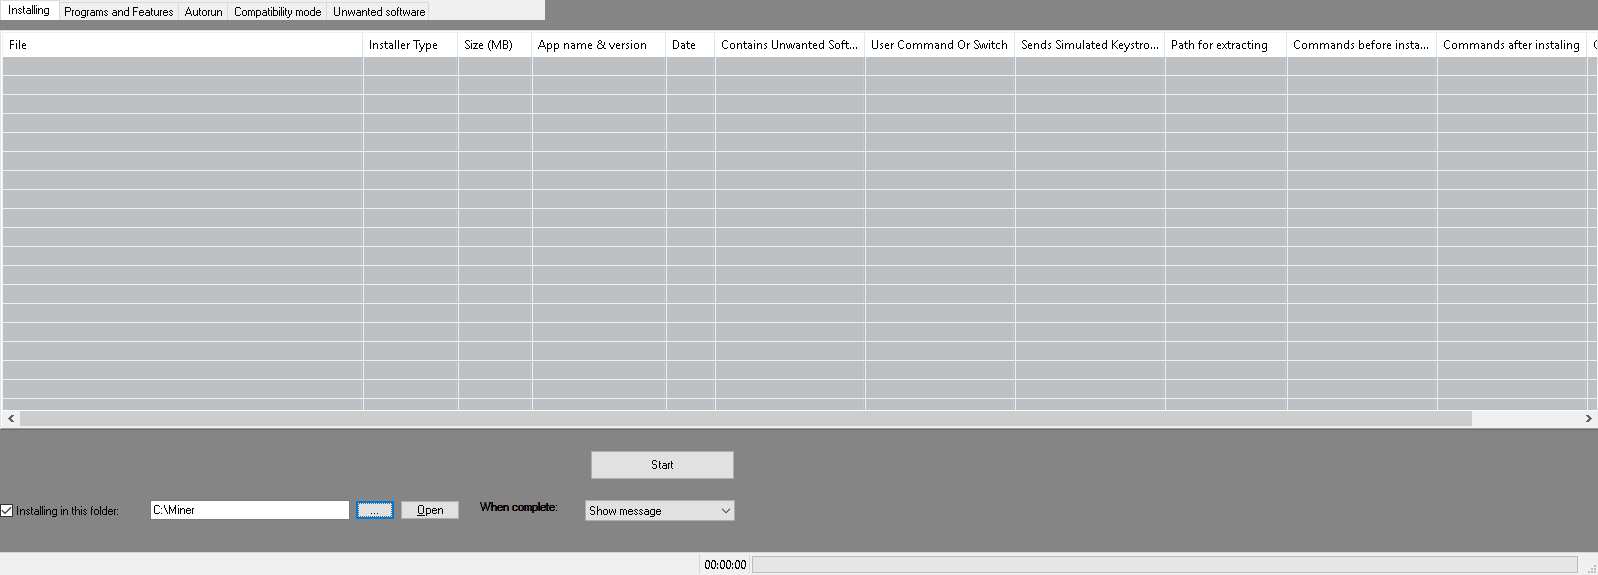 Installing Programs and Features Autorun Compatibility mode Unwanted software
File Installer Type Size (MB) App name & version Date Contains Unwanted Soft... User Command Or Switch Sends Simulated Keystro... Path for extracting Commands before insta... Commands after instaling
Start
Installing in this folder: C:\Miner ... Open When complete: Show message
00:00:00